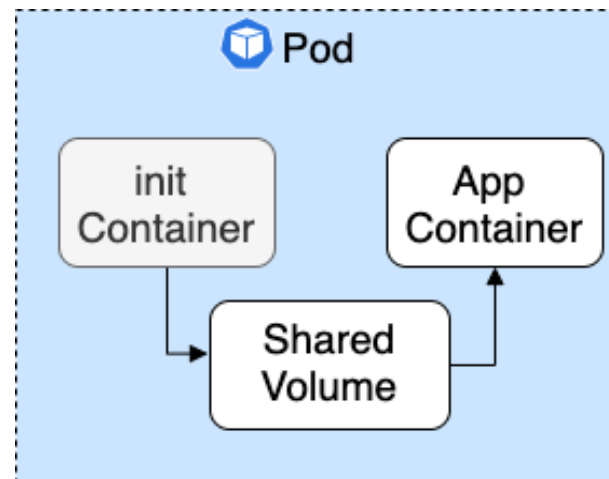 Pod
init
Container
App
Container
Shared
Volume